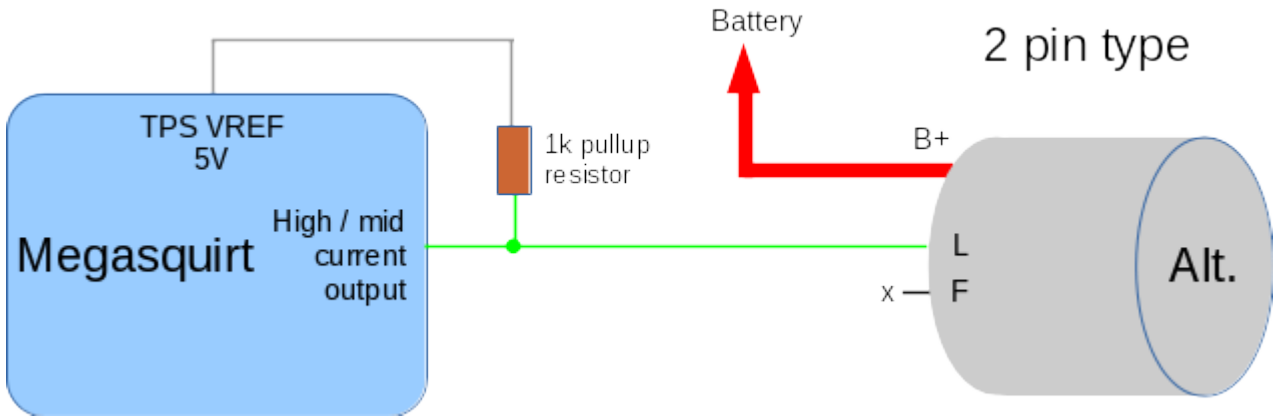 Battery
2 pin type
TPS VREF
5V
1k pullup
resistor
B+
High / mid
current
output
Megasquirt
L
F
x
Alt.